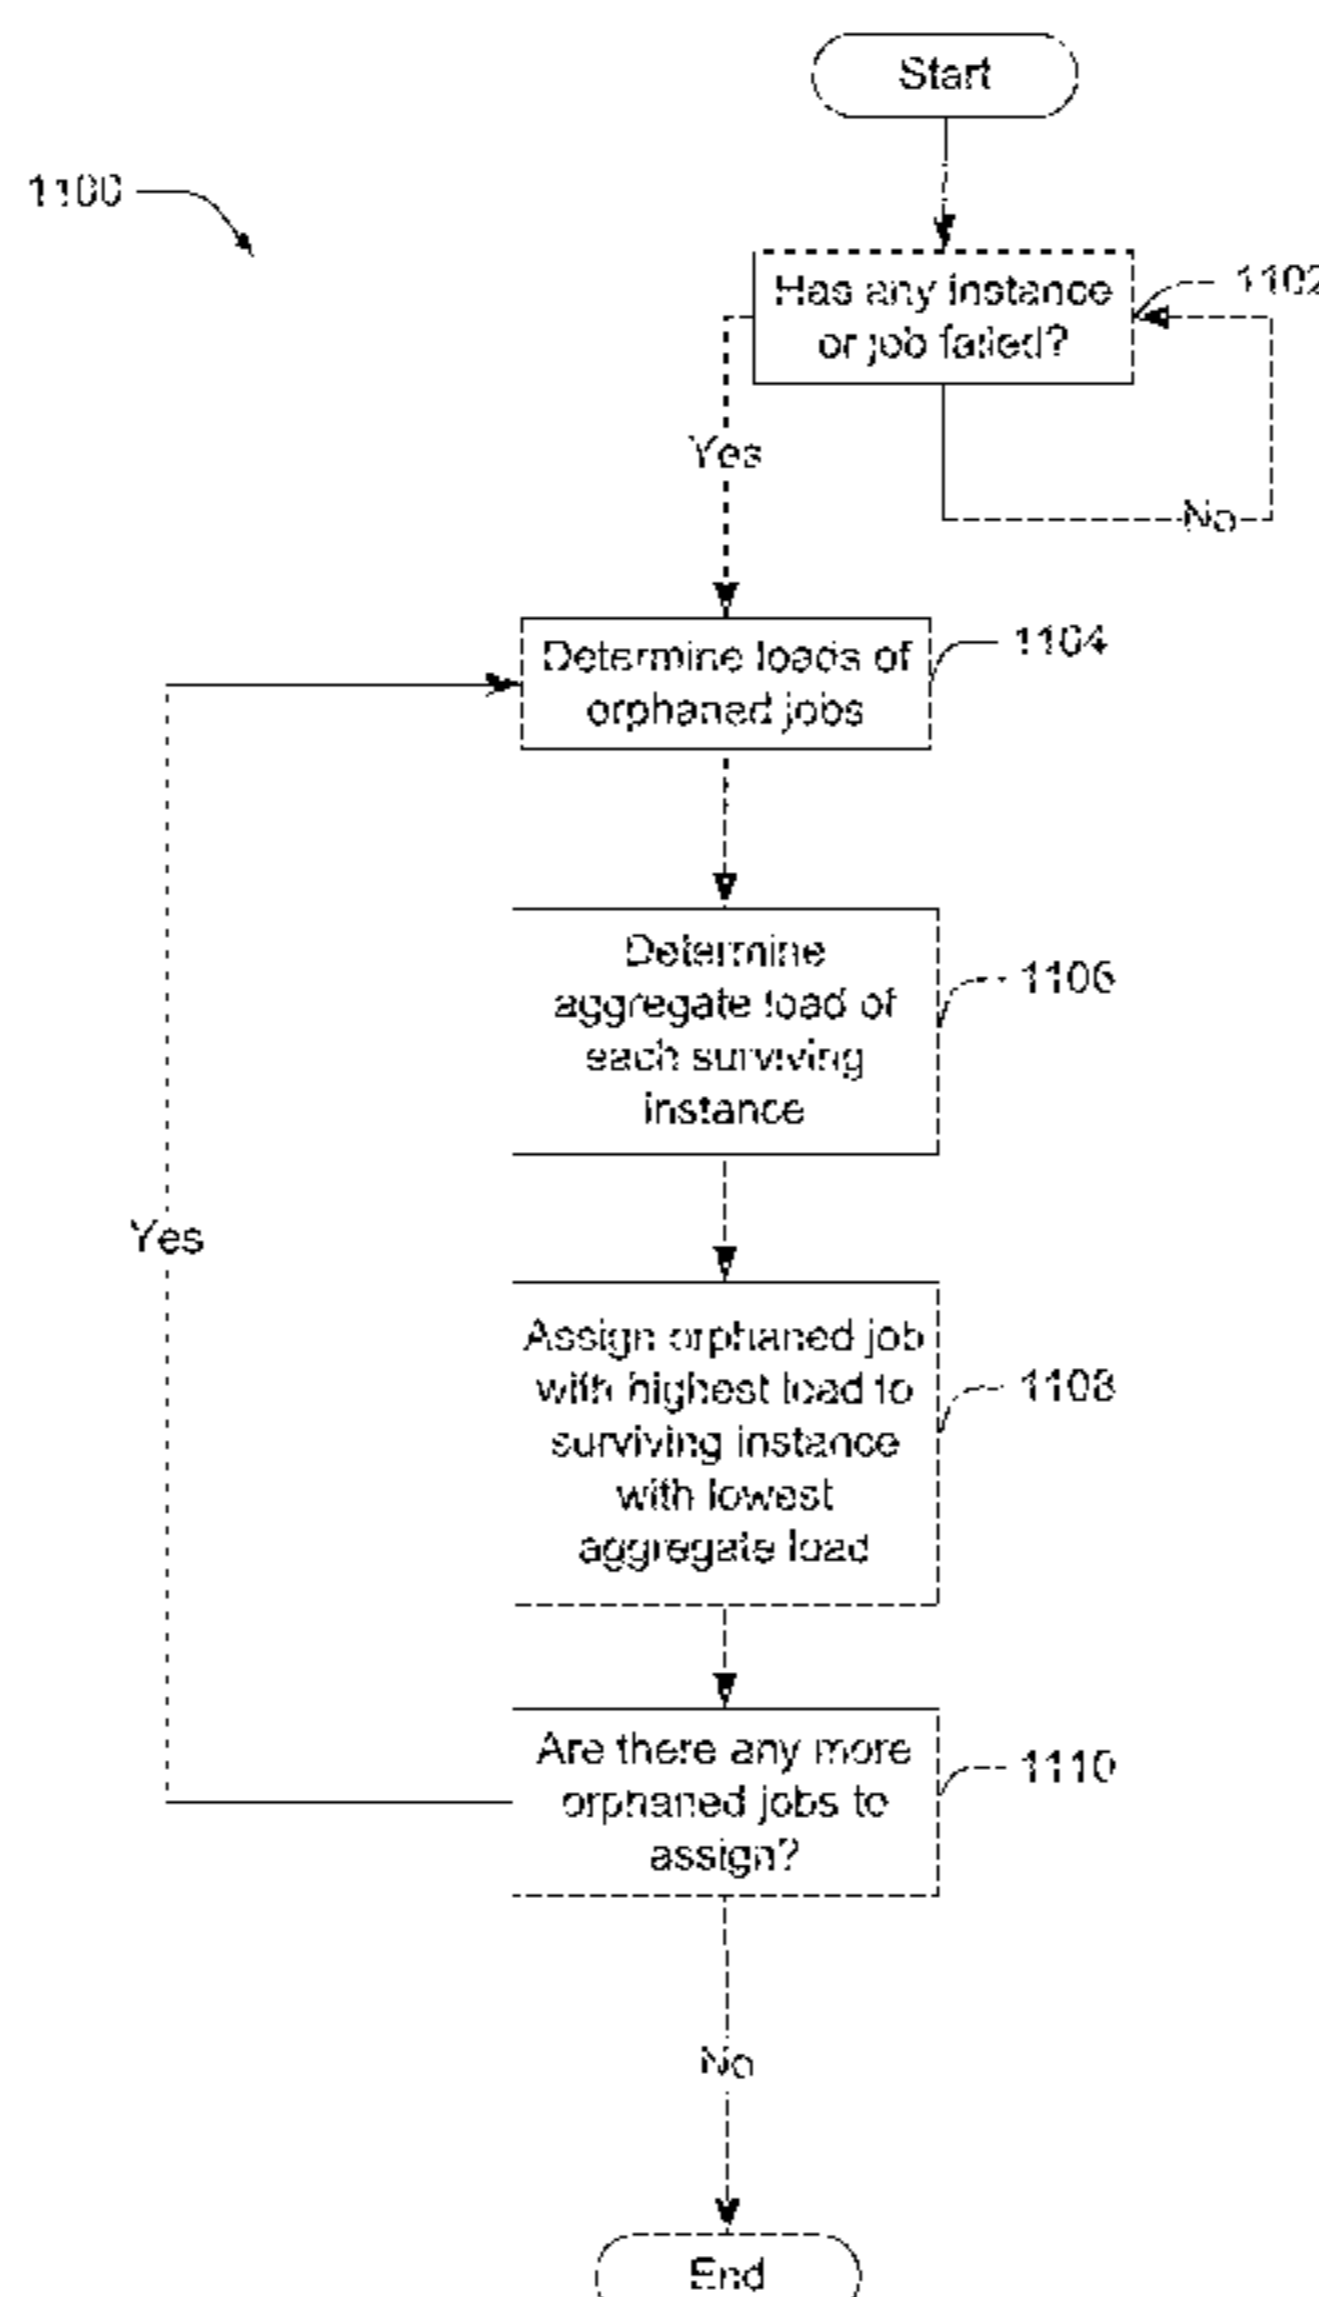 Start
1100
Has any instance
or job failed?
1102
Yes
No
Determine loads of
orphaned jobs
1104
Determine
aggregate load of
each surviving
instance
1106
Yes
Assign orphaned job
with highest load to
surviving instance
with lowest
aggregate load
1108
Are there any more
orphaned jobs to
assign?
1110
No
End